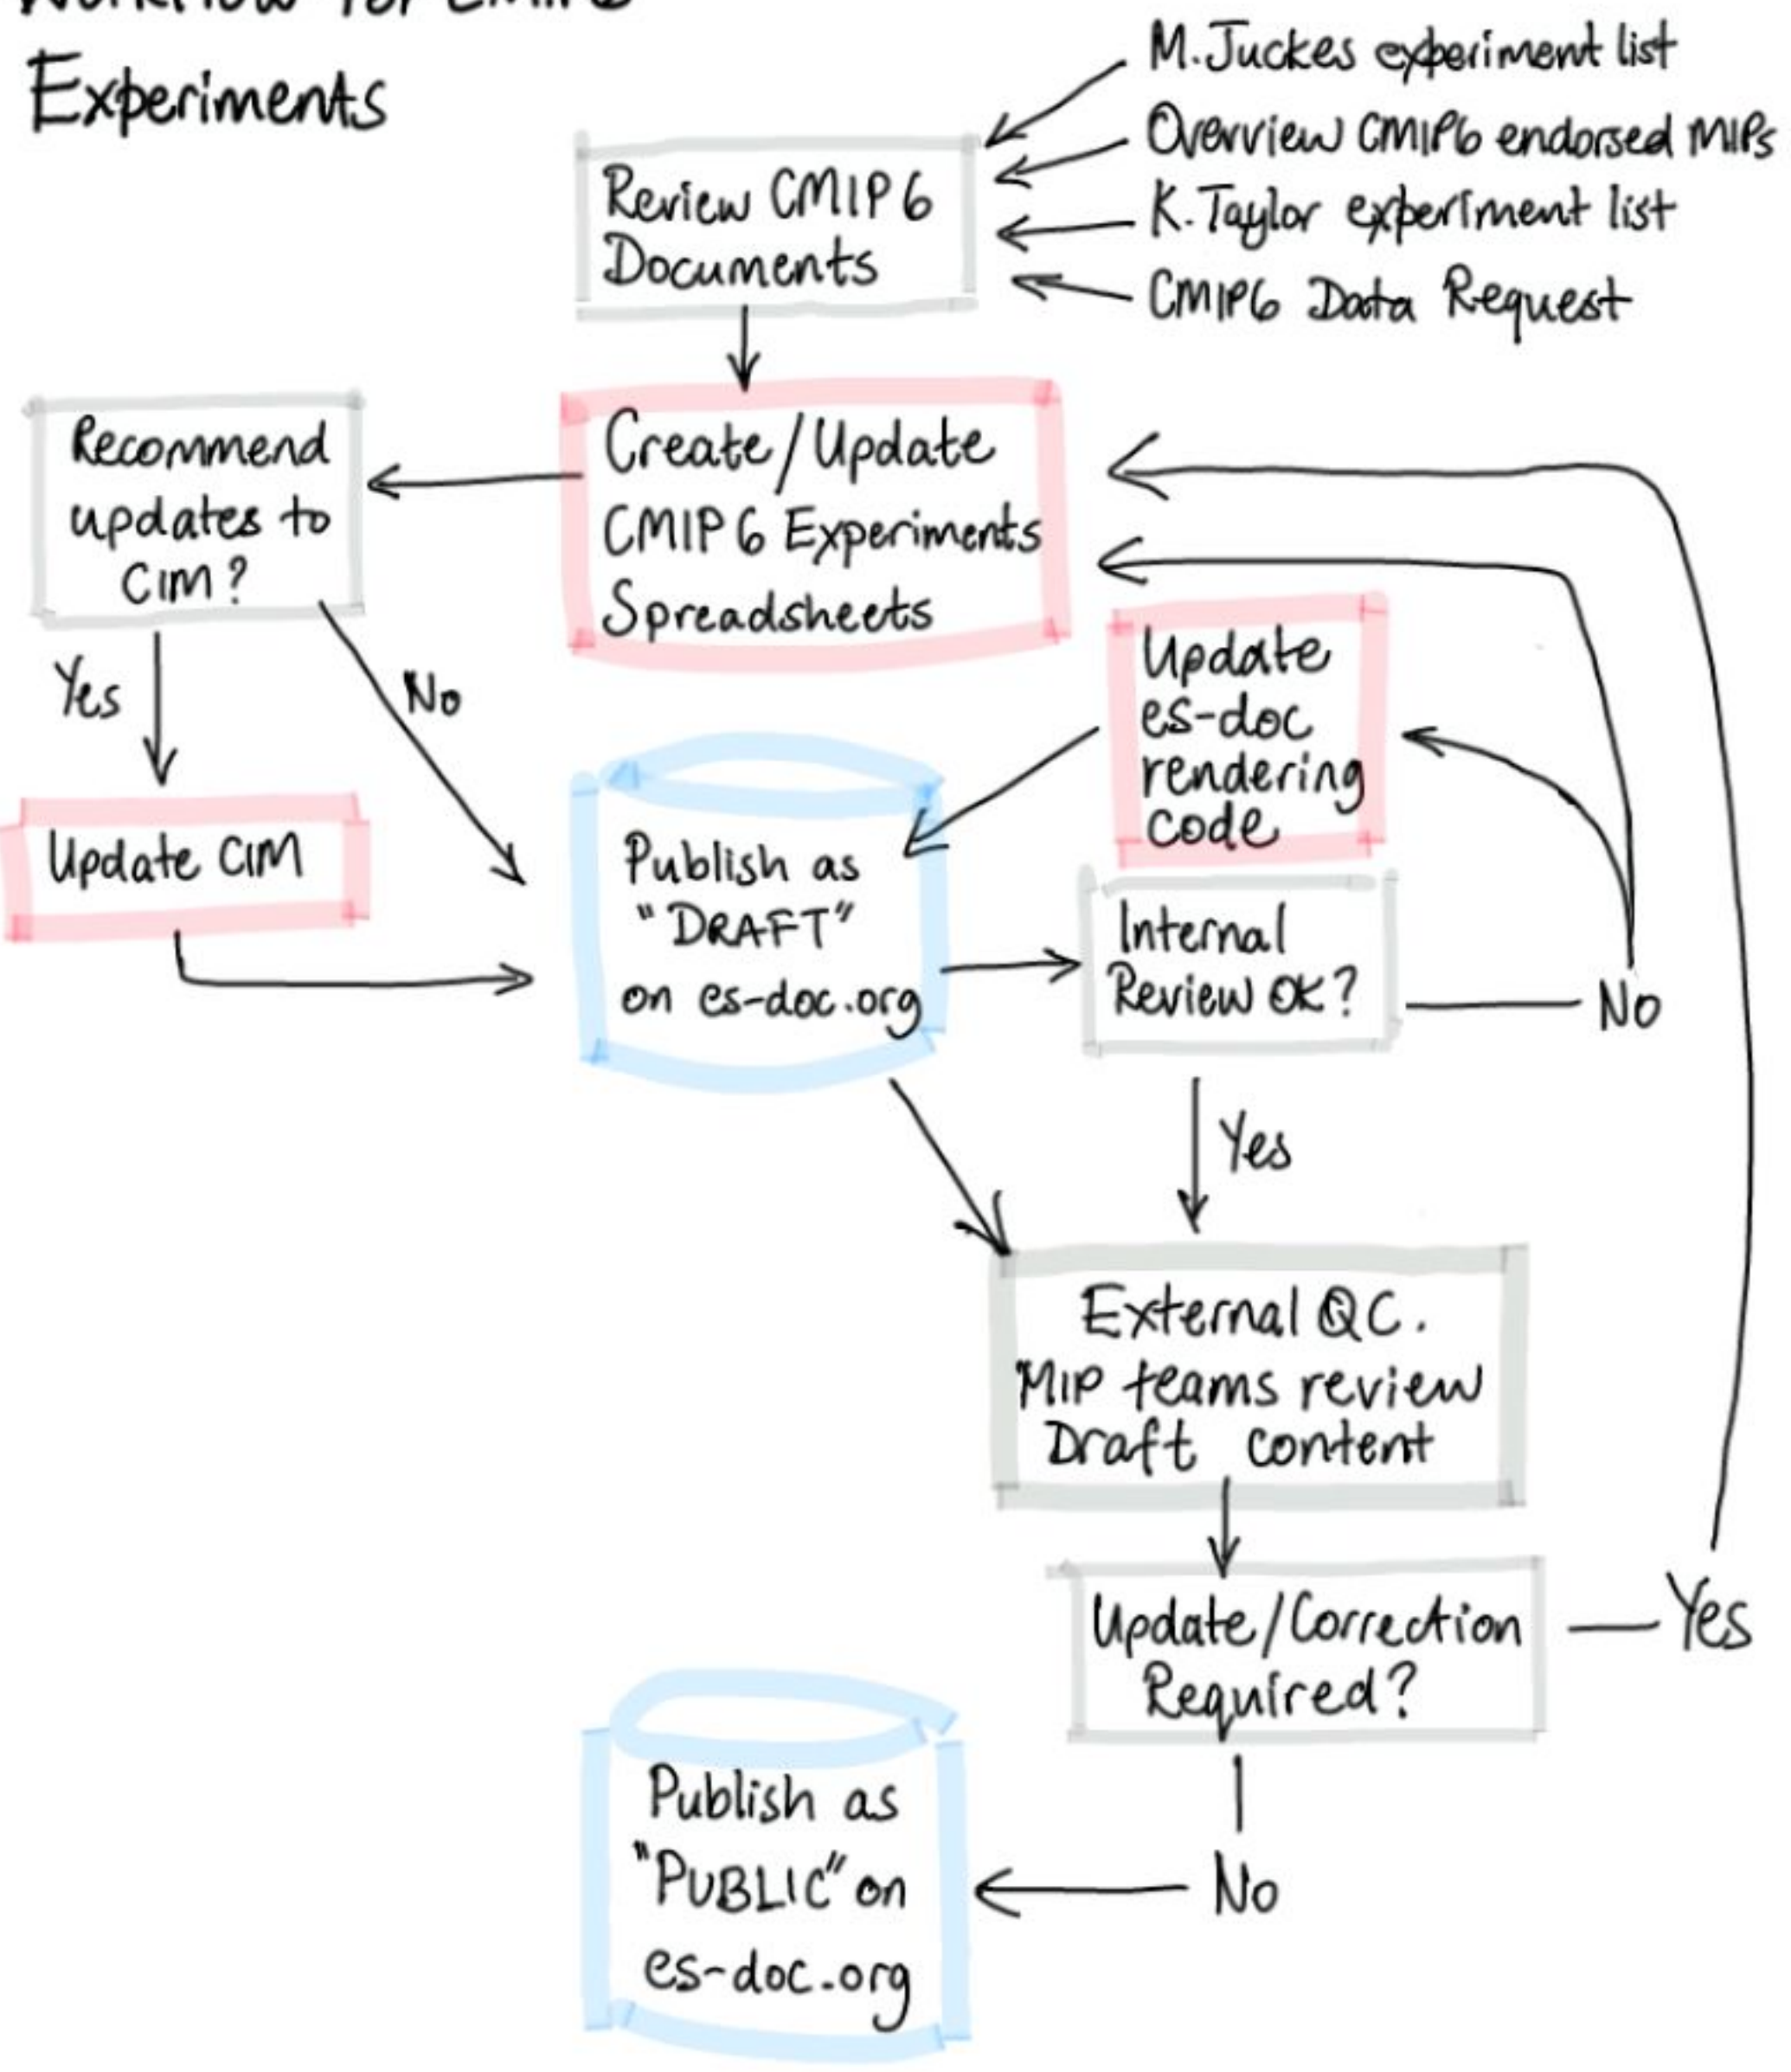 Workflow for CMIP6
Experiments
M.Juckes experiment list
Overview CMIP6 endorsed MIPs
K.Taylor experiment list
CMIP6 Data Request
Review CMIP6
Documents
Recommend
updates to
CIM?
Create/Update
CMIP6 Experiments
Spreadsheets
Yes
No
Update
es-doc
rendering
code
Update CIM
Publish as
"DRAFT"
on es-doc.org
Internal
Review OK?
No
Yes
External QC.
MIP teams review
Draft content
Update/Correction
Required?
Yes
No
Publish as
"PUBLIC" on
es-doc.org